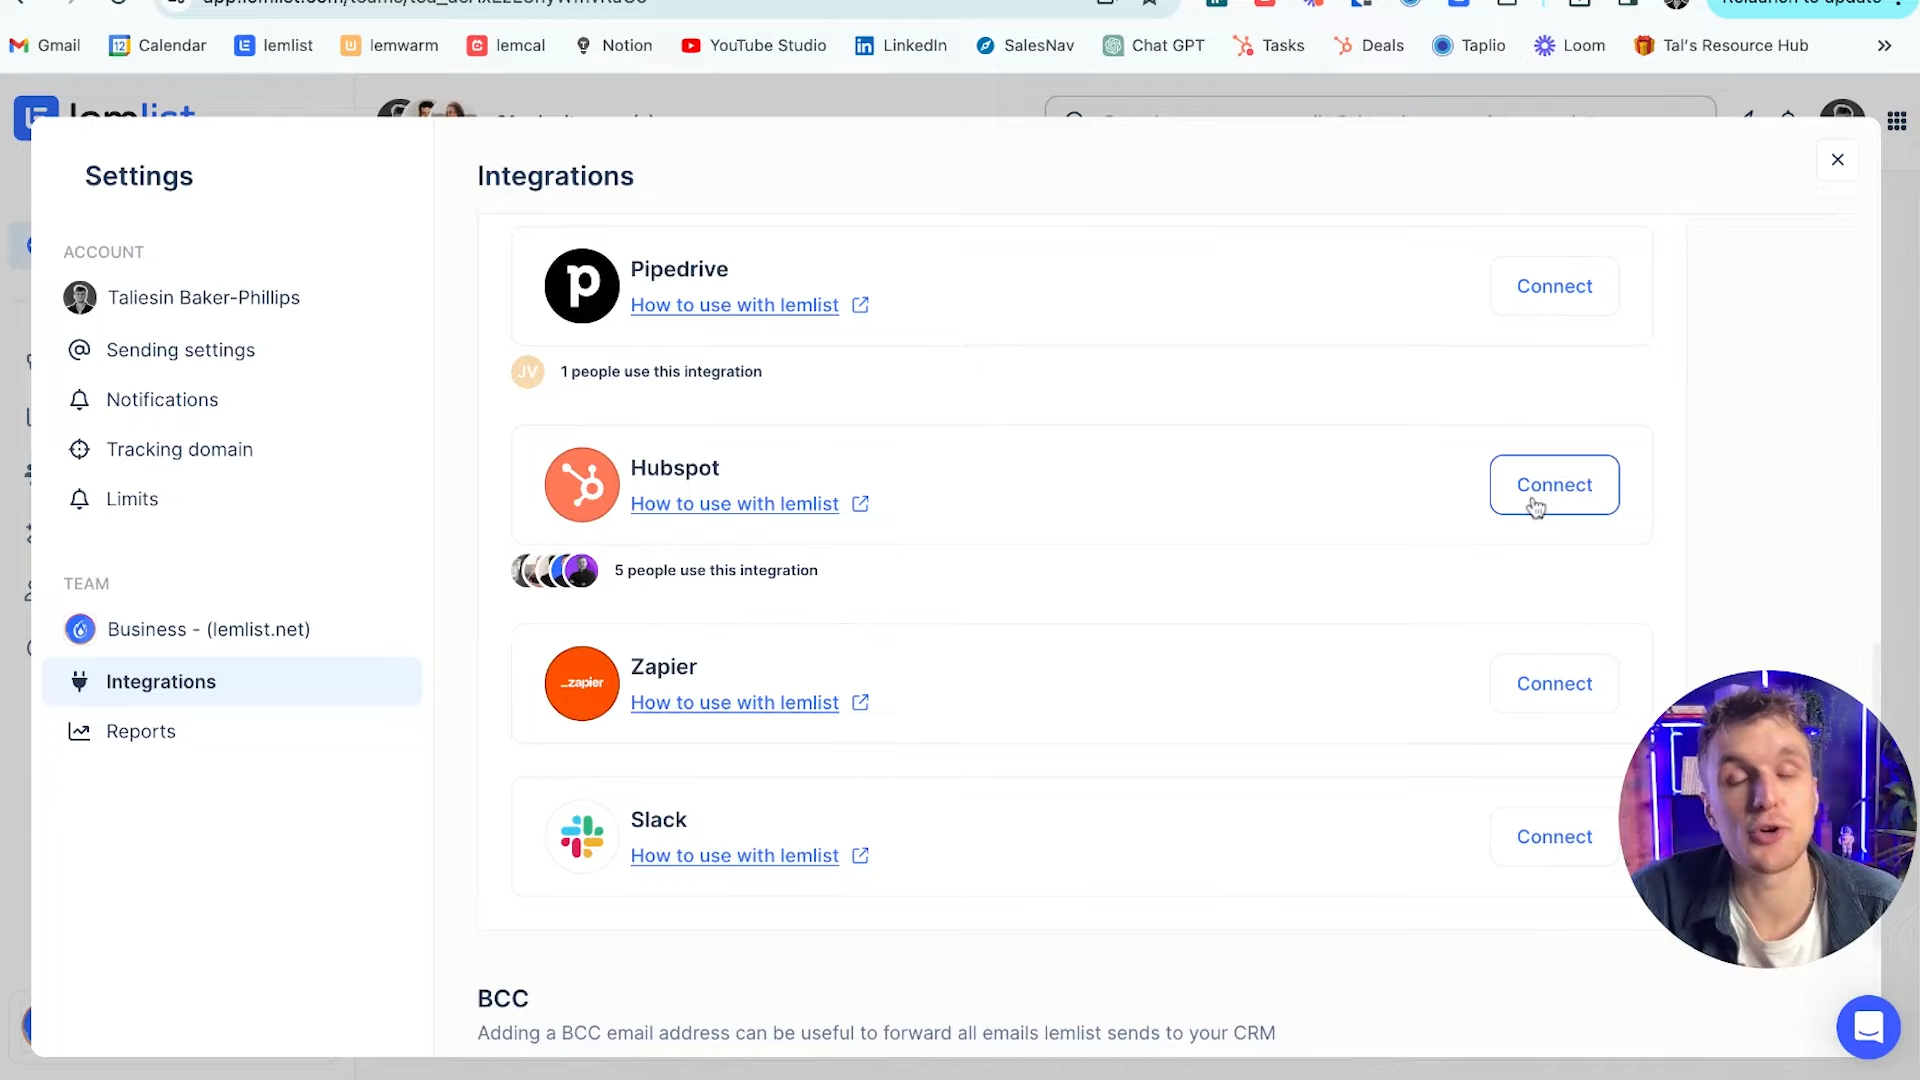 Gmail
12 Calendar
lemlist
lemwarm
lemcal
Notion
YouTube Studio
LinkedIn
SalesNav
Chat GPT
Tasks
Deals
Taplio
Loom
Tal's Resource Hub
lemlist
Settings
ACCOUNT
Taliesin Baker-Phillips
Sending settings
Notifications
Tracking domain
Limits
TEAM
Business - (lemlist.net)
Integrations
Reports
Integrations
Pipedrive
How to use with lemlist
Connect
JV 1 people use this integration
Hubspot
How to use with lemlist
Connect
5 people use this integration
zapier
Zapier
How to use with lemlist
Connect
Slack
How to use with lemlist
Connect
BCC
Adding a BCC email address can be useful to forward all emails lemlist sends to your CRM